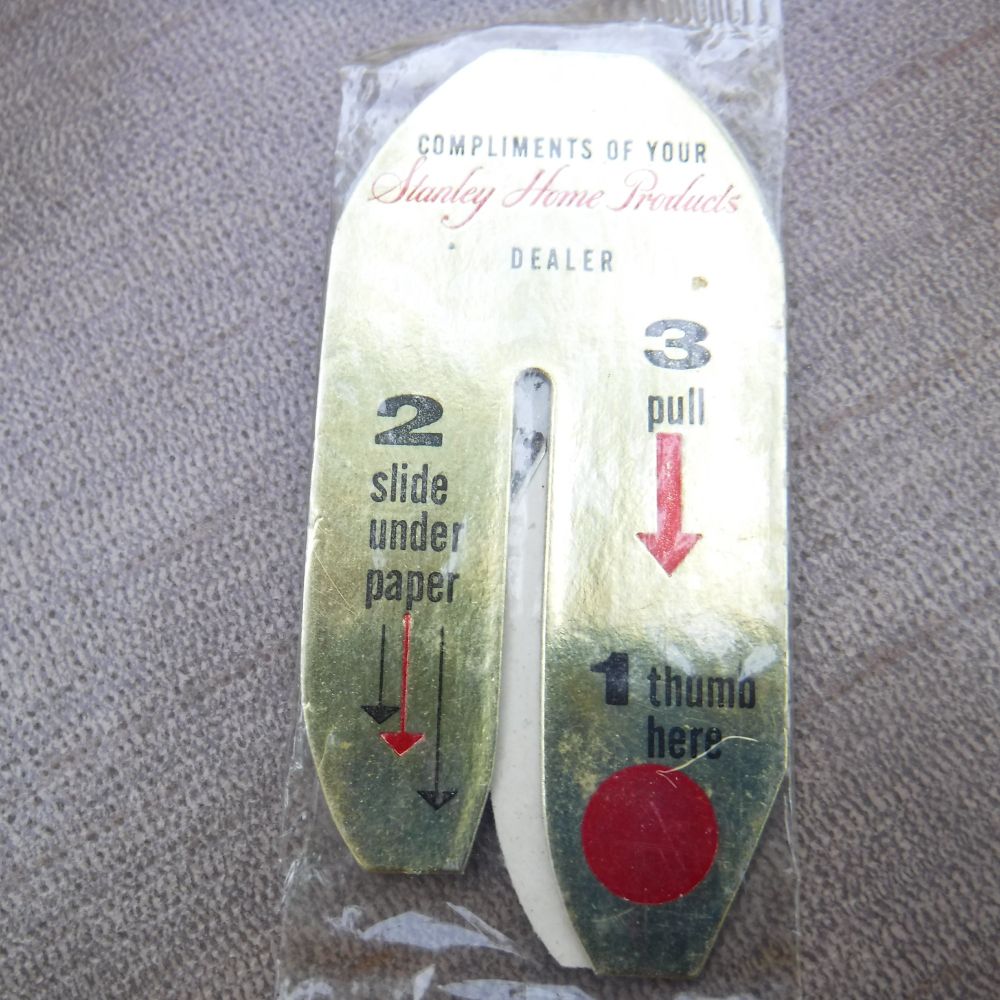 COMPLIMENTS OF YOUR
Stanley Home Products
DEALER
3
pull
2
slide
under
paper
1 thumb
here